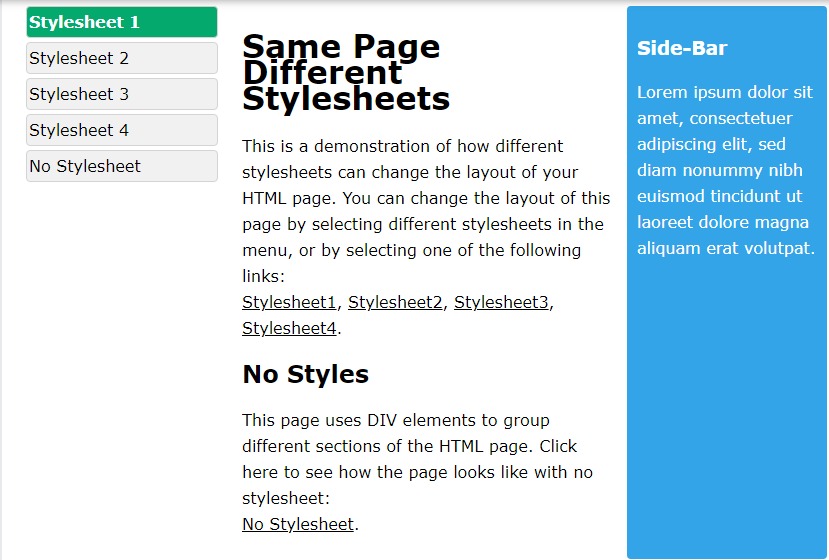 Stylesheet 1
Stylesheet 2
Stylesheet 3
Stylesheet 4
No Stylesheet
Same Page
Different
Stylesheets
This is a demonstration of how different
stylesheets can change the layout of your
HTML page. You can change the layout of this
page by selecting different stylesheets in the
menu, or by selecting one of the following
links:
Stylesheet1, Stylesheet2, Stylesheet3,
Stylesheet4.
No Styles
This page uses DIV elements to group
different sections of the HTML page. Click
here to see how the page looks like with no
stylesheet:
No Stylesheet.
Side-Bar
Lorem ipsum dolor sit
amet, consectetuer
adipiscing elit, sed
diam nonummy nibh
euismod tincidunt ut
laoreet dolore magna
aliquam erat volutpat.